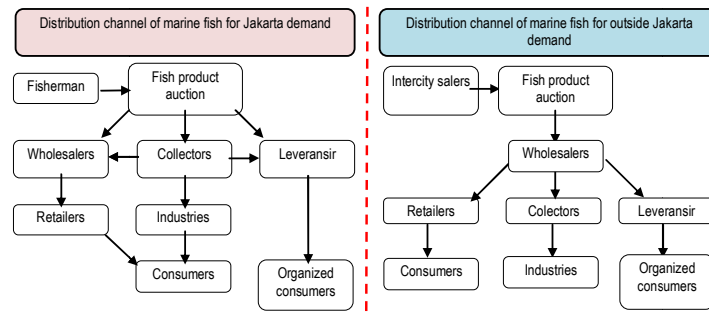 Distribution channel of marine fish for Jakarta demand
Fisherman
Fish product
auction
Wholesalers
Collectors
Leveransir
Retailers
Industries
Consumers
Organized
consumers
Distribution channel of marine fish for outside Jakarta
demand
Intercity salers
Fish product
auction
Wholesalers
Retailers
Colectors
Leveransir
Consumers
Industries
Organized
consumers